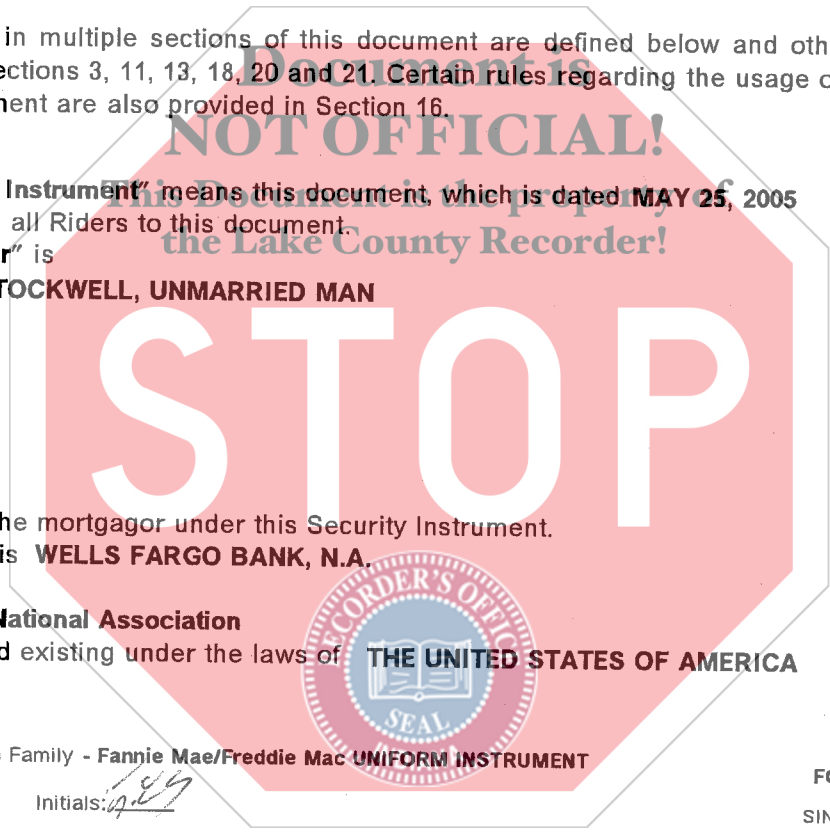 in multiple sections of this document are defined below and oth
ections 3, 11, 13, 18, 20 and 21. Certain rules regarding the usage o
ent are also provided in Section 16.
Document is
NOT OFFICIAL!
This Document is the property of
the Lake County Recorder!
Instrument" means this document, which is dated MAY 25, 2005
all Riders to this document.
r" is
TOCKWELL, UNMARRIED MAN
STOP
he mortgagor under this Security Instrument.
is WELLS FARGO BANK, N.A.
National Association
d existing under the laws of THE UNITED STATES OF AMERICA
RECORDER'S OFFICE
SEAL
INDIANA
Family - Fannie Mae/Freddie Mac UNIFORM INSTRUMENT
Initials:
FO
SIN